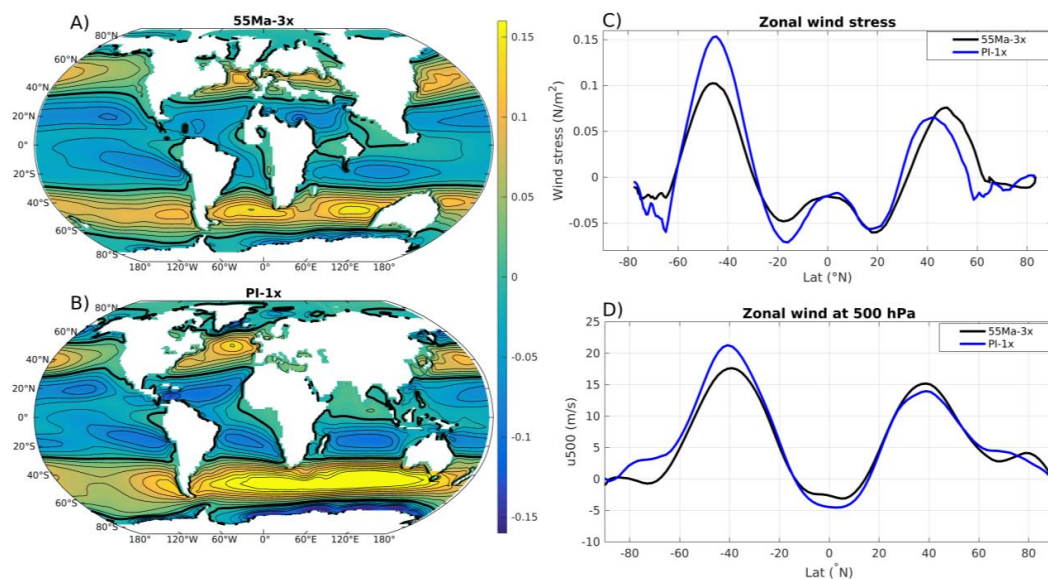 A)
55Ma-3x
80°N
60°N
40°N
20°N
0°
20°S
40°S
60°S
80°S
180° 120°W 60°W 0° 60°E 120°E 180°
B)
PI-1x
80°N
60°N
40°N
20°N
0°
20°S
40°S
60°S
80°S
180° 120°W 60°W 0° 60°E 120°E 180°
0.15
0.1
0.05
0
-0.05
-0.1
-0.15
C)
Zonal wind stress
55Ma-3x
PI-1x
Wind stress (N/m²)
0.15
0.1
0.05
0
-0.05
-80 -60 -40 -20 0 20 40 60 80
Lat (°N)
D)
Zonal wind at 500 hPa
55Ma-3x
PI-1x
u500 (m/s)
25
20
15
10
5
0
-5
-10
-80 -60 -40 -20 0 20 40 60 80
Lat (°N)